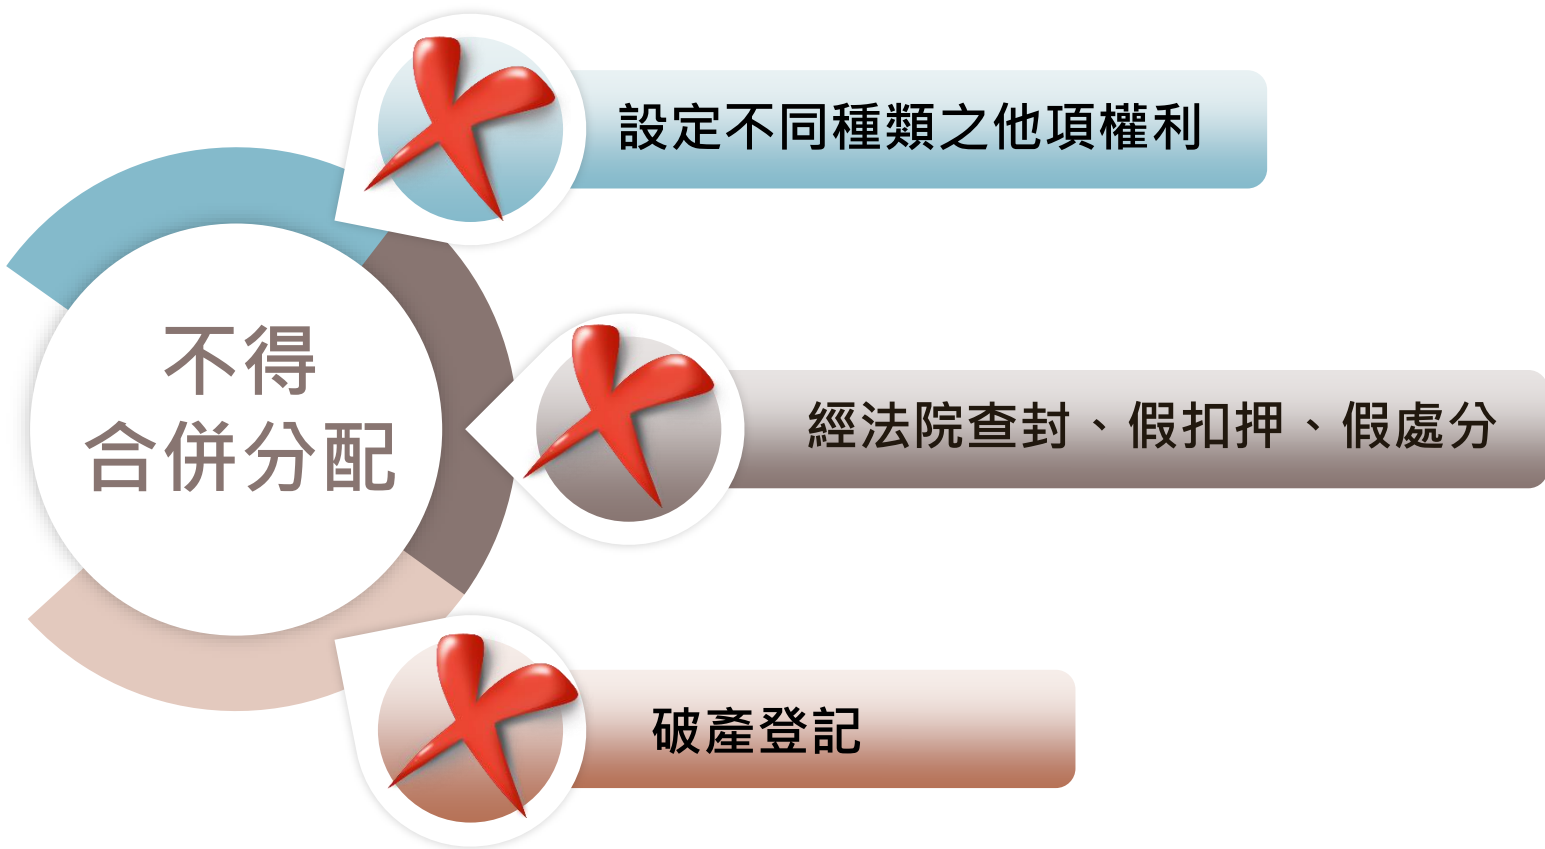 設定不同種類之他項權利
不得
合併分配
經法院查封、假扣押、假處分
破產登記